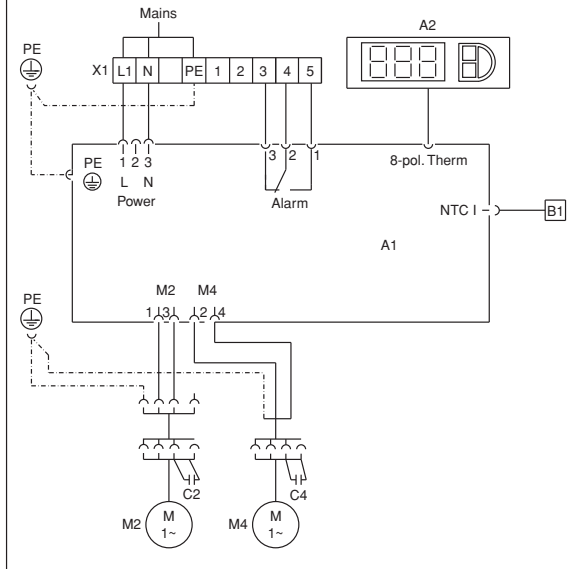 Mains
A2
PE
X1 L1 N PE 1 2 3 4 5
PE 1 2 3 3 2 1 8-pol. Therm
L N
Power Alarm
NTC I B1
A1
M2 M4
1 3 2 4
PE
C2 C4
M2 M 1~ M4 M 1~